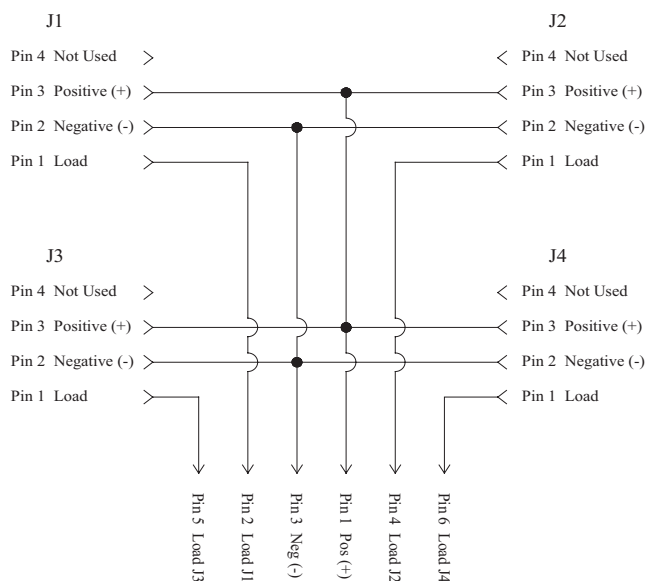 J1
Pin 4 Not Used
Pin 3 Positive (+)
Pin 2 Negative (-)
Pin 1 Load
J2
Pin 4 Not Used
Pin 3 Positive (+)
Pin 2 Negative (-)
Pin 1 Load
J3
Pin 4 Not Used
Pin 3 Positive (+)
Pin 2 Negative (-)
Pin 1 Load
J4
Pin 4 Not Used
Pin 3 Positive (+)
Pin 2 Negative (-)
Pin 1 Load
Pin 5 Load J3
Pin 2 Load J1
Pin 3 Neg (-)
Pin 1 Pos (+)
Pin 4 Load J2
Pin 6 Load J4